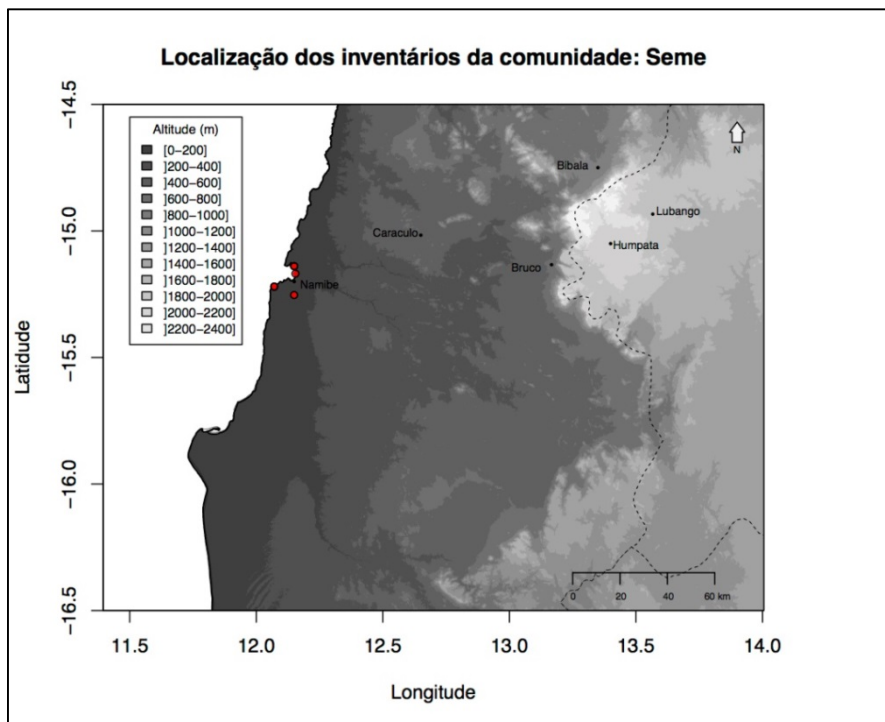 Localização dos inventários da comunidade: Seme
Altitude (m)
[0−200]
]200−400]
]400−600]
]600−800]
]800−1000]
]1000−1200]
]1200−1400]
]1400−1600]
]1600−1800]
]1800−2000]
]2000−2200]
]2200−2400]
N
Bibala
Lubango
Caraculo
Humpata
Bruco
Namibe
0 20 40 60 km
−14.5
−15.0
−15.5
−16.0
−16.5
Latidude
11.5 12.0 12.5 13.0 13.5 14.0
Longitude